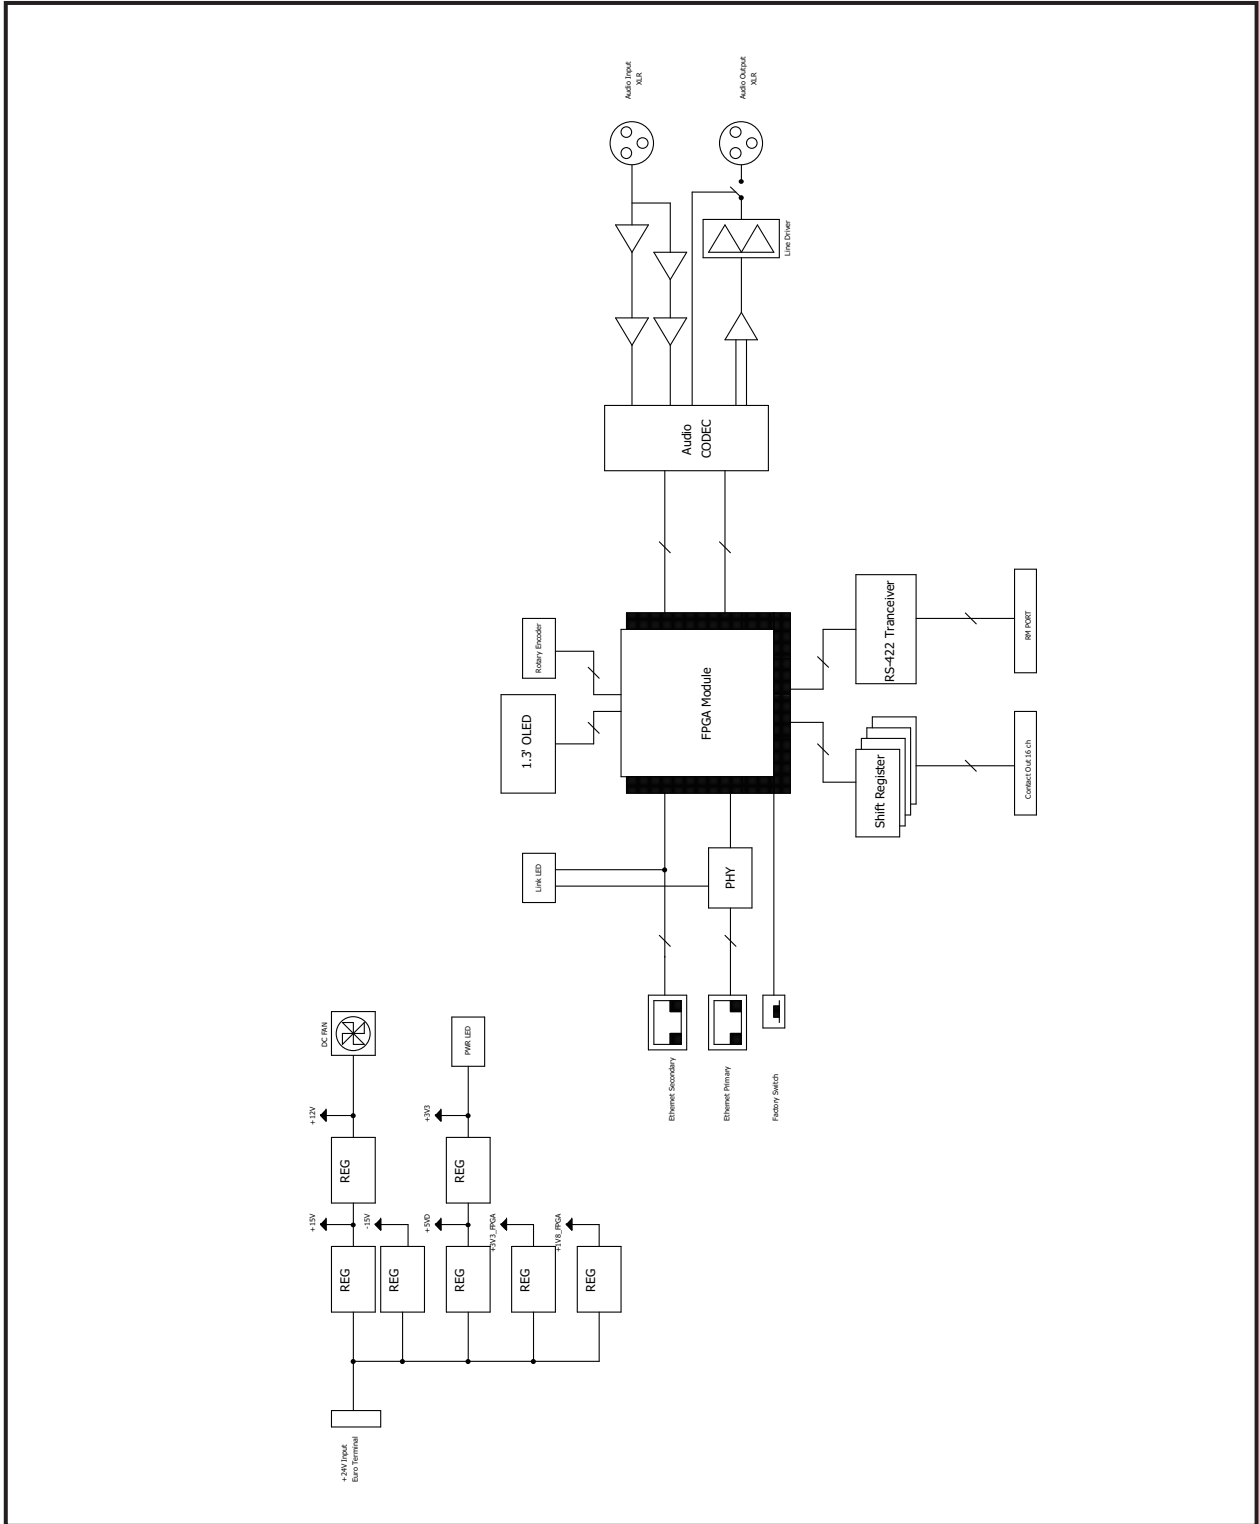 Audio Input
XLR
Audio Output
XLR
Line Driver
Audio
CODEC
Rotary Encoder
1.3' OLED
FPGA Module
RS-422 Tranceiver
RM PORT
Shift Register
Contact Out 16 ch
Link LED
PHY
Ethernet Secondary
Ethernet Primary
Factory Switch
DC FAN
PWR LED
+12V
+3V3
REG
REG
+15V
-15V
+5VD
+3V3_FPGA
+1V8_FPGA
REG
REG
REG
REG
REG
+24V Input
Euro Terminal